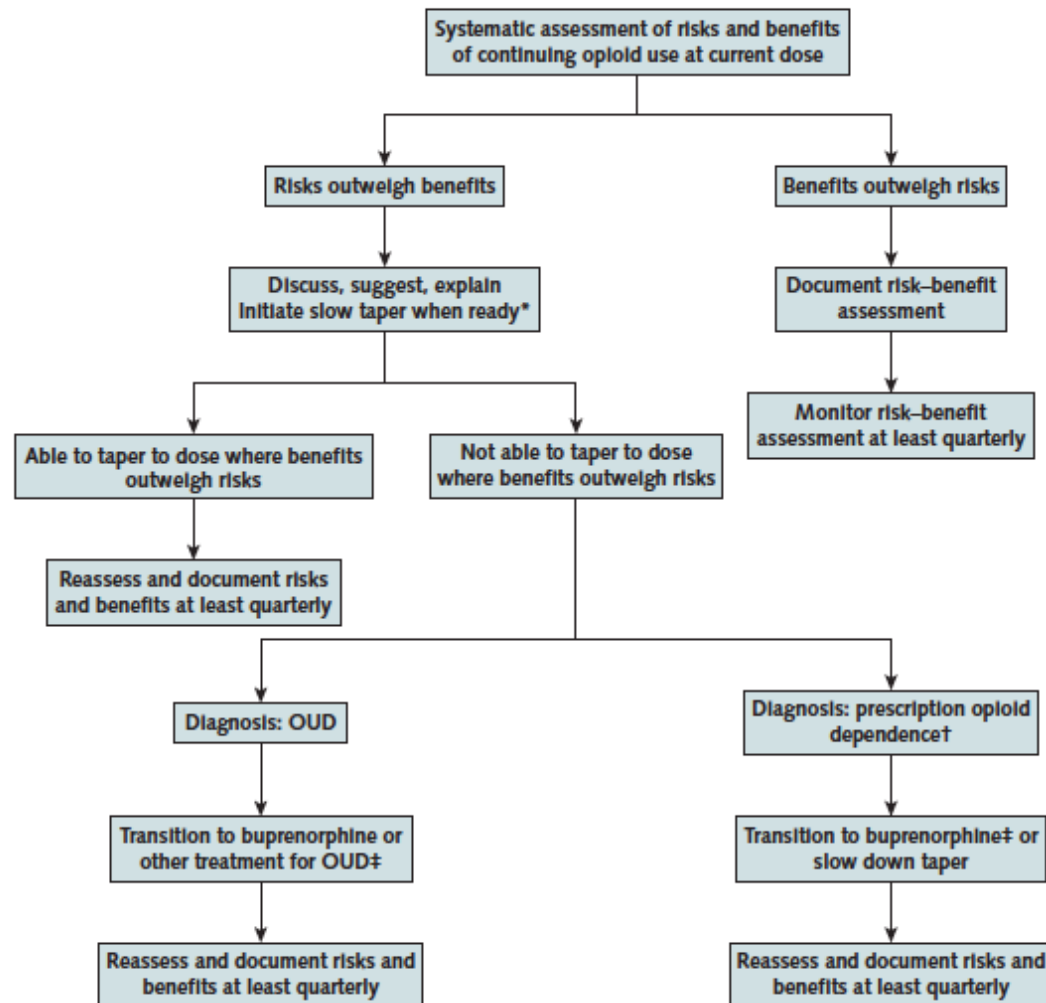 Systematic assessment of risks and benefits
of continuing opioid use at current dose
Risks outweigh benefits
Benefits outweigh risks
Discuss, suggest, explain
Initiate slow taper when ready*
Document risk–benefit
assessment
Monitor risk–benefit
assessment at least quarterly
Able to taper to dose where benefits
outweigh risks
Not able to taper to dose
where benefits outweigh risks
Reassess and document risks
and benefits at least quarterly
Diagnosis: OUD
Diagnosis: prescription opioid
dependence†
Transition to buprenorphine or
other treatment for OUD‡
Transition to buprenorphine‡ or
slow down taper
Reassess and document risks and
benefits at least quarterly
Reassess and document risks and
benefits at least quarterly